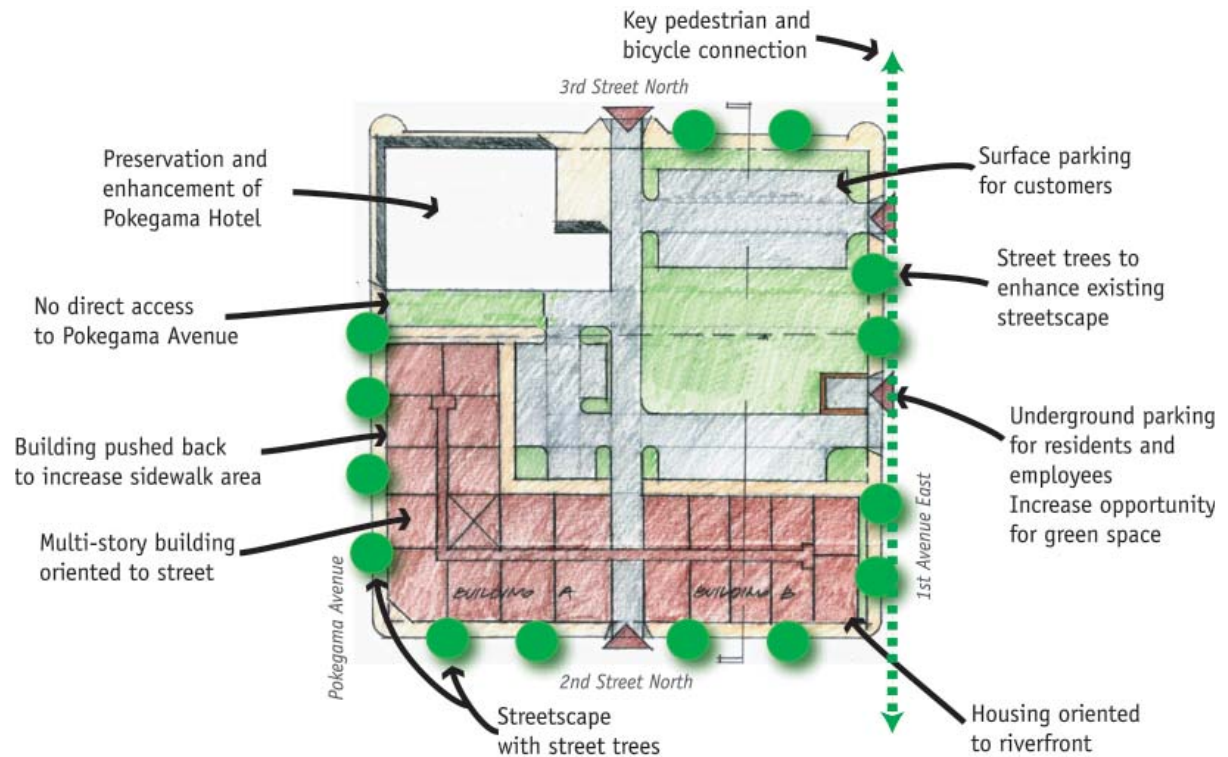 Key pedestrian and
bicycle connection
3rd Street North
Preservation and
enhancement of
Pokegama Hotel
Surface parking
for customers
No direct access
to Pokegama Avenue
Street trees to
enhance existing
streetscape
Building pushed back
to increase sidewalk area
Underground parking
for residents and
employees
Increase opportunity
for green space
Multi-story building
oriented to street
BUILDING A
BUILDING B
Pokegama Avenue
1st Avenue East
2nd Street North
Streetscape
with street trees
Housing oriented
to riverfront